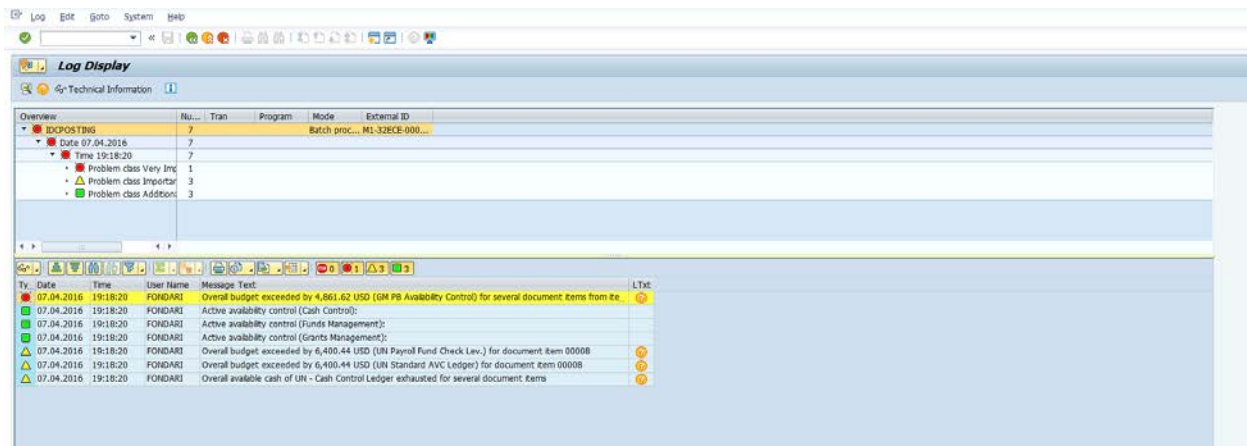 Log Edit Goto System Help
Log Display
Technical Information
Overview Nu... Tran Program Mode External ID
IDCPOSTING 7 Batch proc... M1-32ECE-000...
Date 07.04.2016 7
Time 19:18:20 7
Problem class Very Imp 1
Problem class Importan 3
Problem class Additiona 3
0 1 3 3
Ty_ Date Time User Name Message Text LTxt
07.04.2016 19:18:20 FONDARI Overall budget exceeded by 4,861.62 USD (GM PB Availability Control) for several document items from ite_
07.04.2016 19:18:20 FONDARI Active availability control (Cash Control):
07.04.2016 19:18:20 FONDARI Active availability control (Funds Management):
07.04.2016 19:18:20 FONDARI Active availability control (Grants Management):
07.04.2016 19:18:20 FONDARI Overall budget exceeded by 6,400.44 USD (UN Payroll Fund Check Lev.) for document item 00008
07.04.2016 19:18:20 FONDARI Overall budget exceeded by 6,400.44 USD (UN Standard AVC Ledger) for document item 00008
07.04.2016 19:18:20 FONDARI Overall available cash of UN - Cash Control Ledger exhausted for several document items